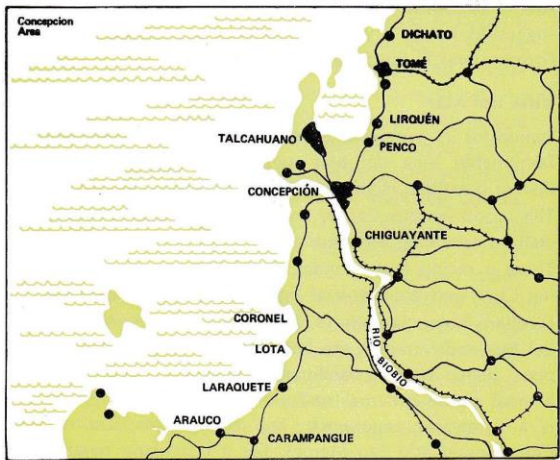 Concepcion
Area
DICHATO
TOMÉ
LIRQUÉN
TALCAHUANO
PENCO
CONCEPCIÓN
CHIGUAYANTE
CORONEL
RIO BIOBIO
LOTA
LARAQUETE
ARAUCO
CARAMPANGUE